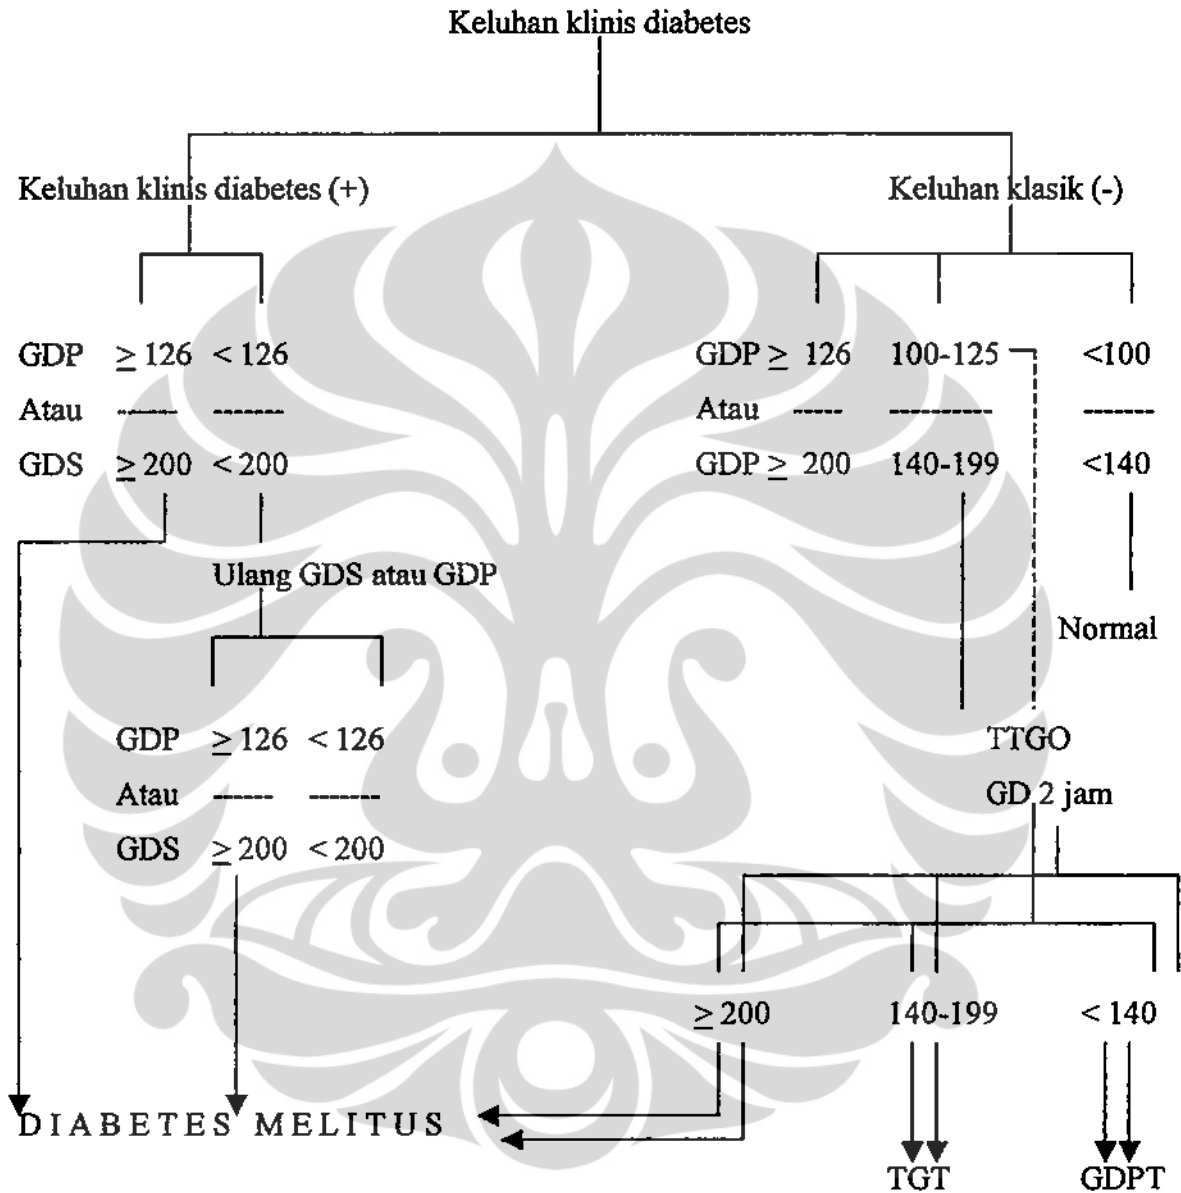 Keluhan klinis diabetes
Keluhan klinis diabetes (+)
Keluhan klasik (-)
GDP ≥ 126 < 126
Atau ------ -------
GDS ≥ 200 < 200
GDP ≥ 126 100-125 <100
Atau ----- ---------- -------
GDP ≥ 200 140-199 <140
Ulang GDS atau GDP
Normal
GDP ≥ 126 < 126
Atau ------ -------
GDS ≥ 200 < 200
TTGO
GD 2 jam
≥ 200 140-199 < 140
DIABETES MELITUS
TGT GDPT